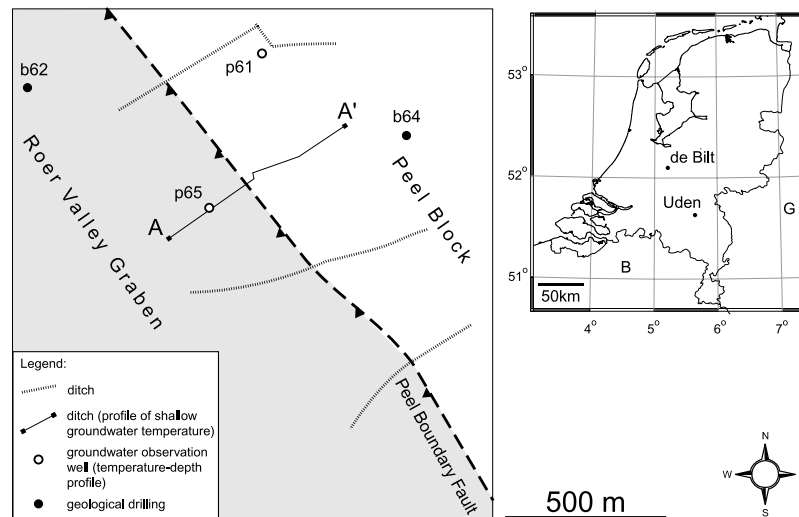 b62
p61
A'
b64
Roer Valley Graben
Peel Block
p65
A
Peel Boundary Fault
Legend:
ditch
ditch (profile of shallow
groundwater temperature)
groundwater observation
well (temperature-depth
profile)
geological drilling
53°
52°
51°
de Bilt
Uden
G
B
50km
4°
5°
6°
7°
500 m
N
W
E
S